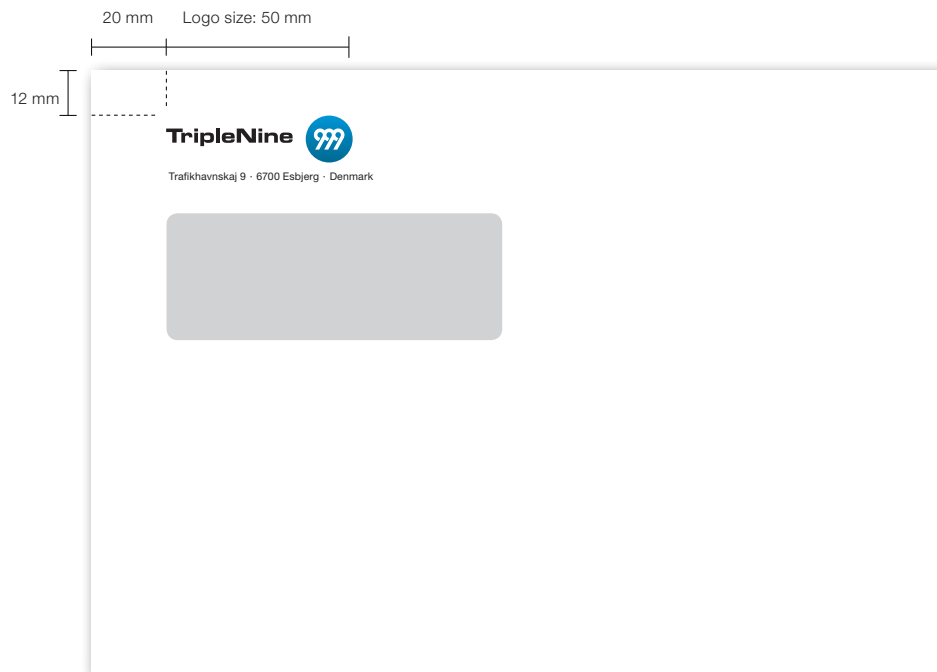 20 mm Logo size: 50 mm
12 mm
TripleNine 999
Trafikhavnskaj 9 · 6700 Esbjerg · Denmark